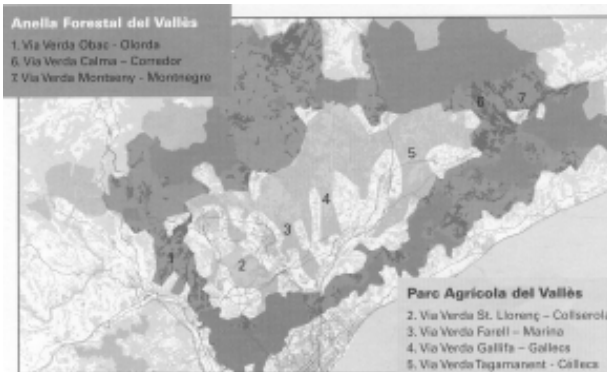 Anella Forestal del Vallès
1. Via Verda Obac - Olorda
6. Via Verda Calma – Corredor
7. Via Verda Montseny - Montnegre
6
7
5
4
3
1
2
Parc Agrícola del Vallès
2. Via Verda St. Llorenç – Collserola
3. Via Verda Farell – Marina
4. Via Verda Gallifa – Gallecs
5. Via Verda Tagamanent - Céllecs